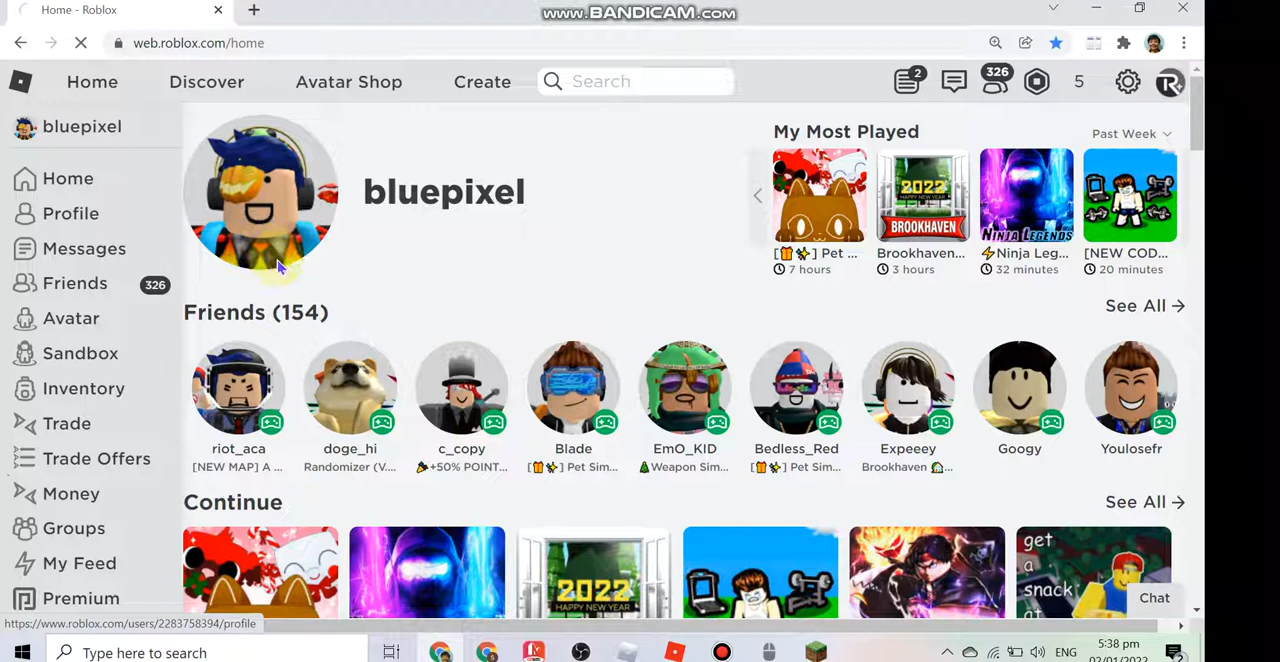 Home - Roblox
www.BANDICAM.com
web.roblox.com/home
Home Discover Avatar Shop Create Search 2 326 5
bluepixel
Home
Profile
Messages
Friends 326
Avatar
Sandbox
Inventory
Trade
Trade Offers
Money
Groups
My Feed
Premium
bluepixel
My Most Played Past Week
2022
HAPPY NEW YEAR
BROOKHAVEN
NINJA LEGENDS
[🎁✨] Pet ... Brookhaven... ⚡Ninja Leg... [NEW COD...
7 hours 3 hours 32 minutes 20 minutes
Friends (154) See All →
riot_aca doge_hi c_copy Blade EmO_KID Bedless_Red Expeeey Googy Youlosefr
[NEW MAP] A ... Randomizer (V... 🎉+50% POINT... [🎁✨] Pet Sim... 🌲Weapon Sim... [🎁✨] Pet Sim... Brookhaven 🏡...
Continue See All →
2022
HAPPY NEW YEAR
get
a
snack
at
Chat
https://www.roblox.com/users/2283758394/profile
Type here to search
ENG
5:38 pm
02/01/2022